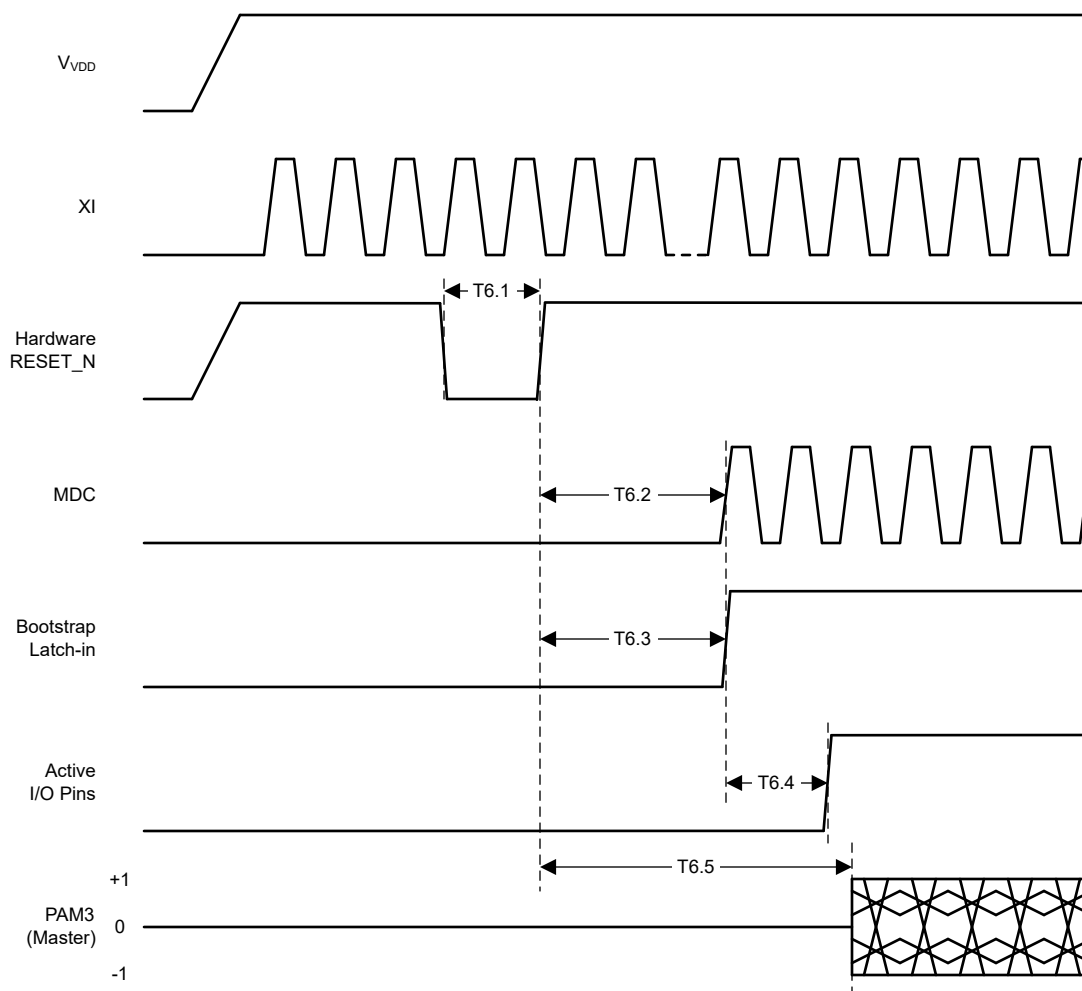 VVDD
XI
T6.1
Hardware
RESET_N
MDC
T6.2
Bootstrap
Latch-in
T6.3
Active
I/O Pins
T6.4
T6.5
+1
PAM3
(Master)
0
-1